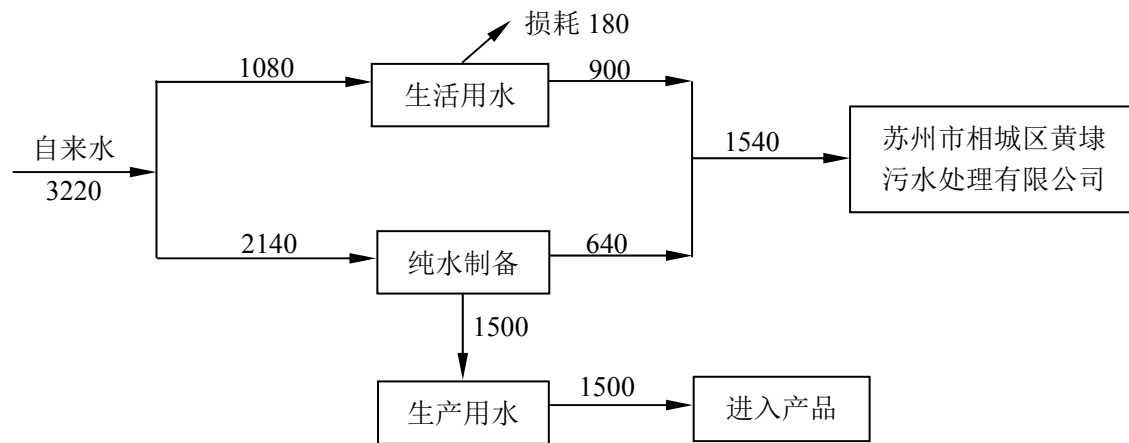 损耗 180
1080
生活用水
900
自来水
3220
1540
苏州市相城区黄埭
污水处理有限公司
2140
纯水制备
640
1500
生产用水
1500
进入产品